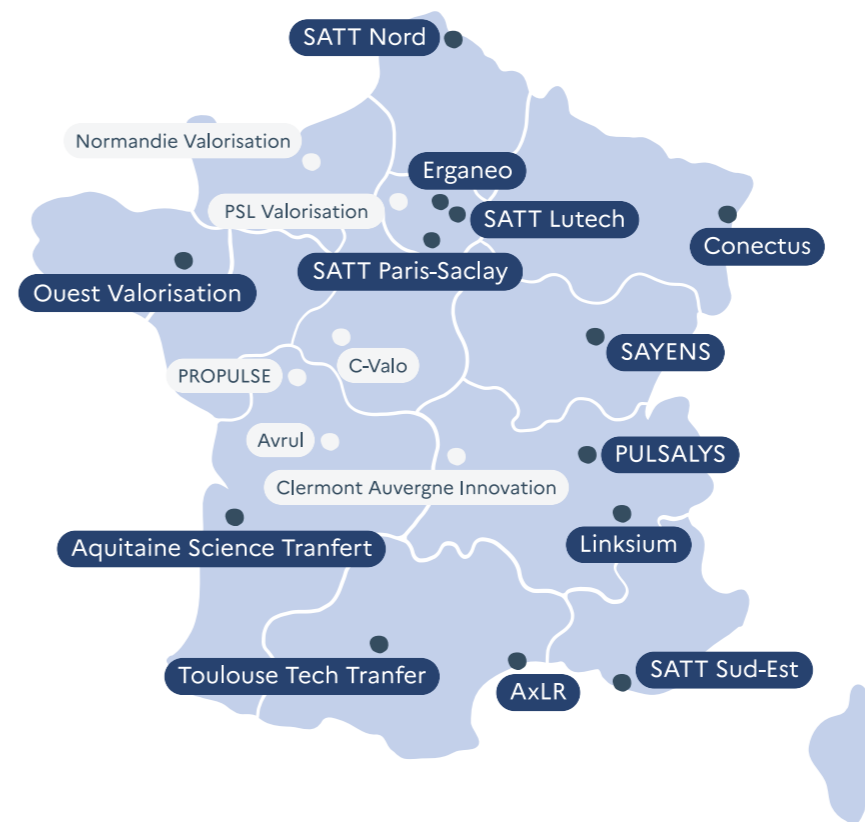 SATT Nord
Normandie Valorisation
Erganeo
PSL Valorisation
SATT Lutech
Conectus
SATT Paris-Saclay
Ouest Valorisation
SAYENS
C-Valo
PROPULSE
Avrul
PULSALYS
Clermont Auvergne Innovation
Linksium
Aquitaine Science Tranfert
SATT Sud-Est
Toulouse Tech Tranfer
AxLR